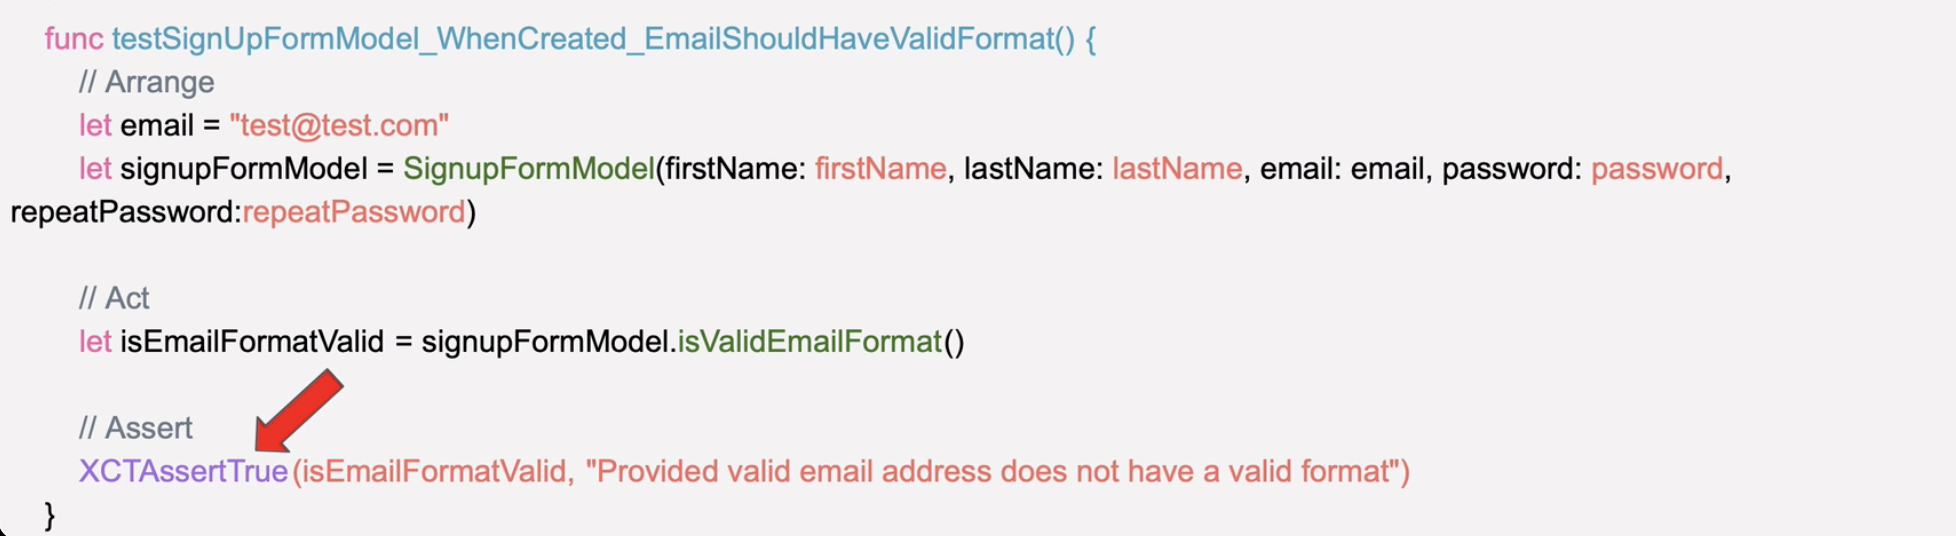 func testSignUpFormModel_WhenCreated_EmailShouldHaveValidFormat() {
// Arrange
let email = "test@test.com"
let signupFormModel = SignupFormModel(firstName: firstName, lastName: lastName, email: email, password: password,
repeatPassword:repeatPassword)
// Act
let isEmailFormatValid = signupFormModel.isValidEmailFormat()
// Assert
XCTAssertTrue(isEmailFormatValid, "Provided valid email address does not have a valid format")
}